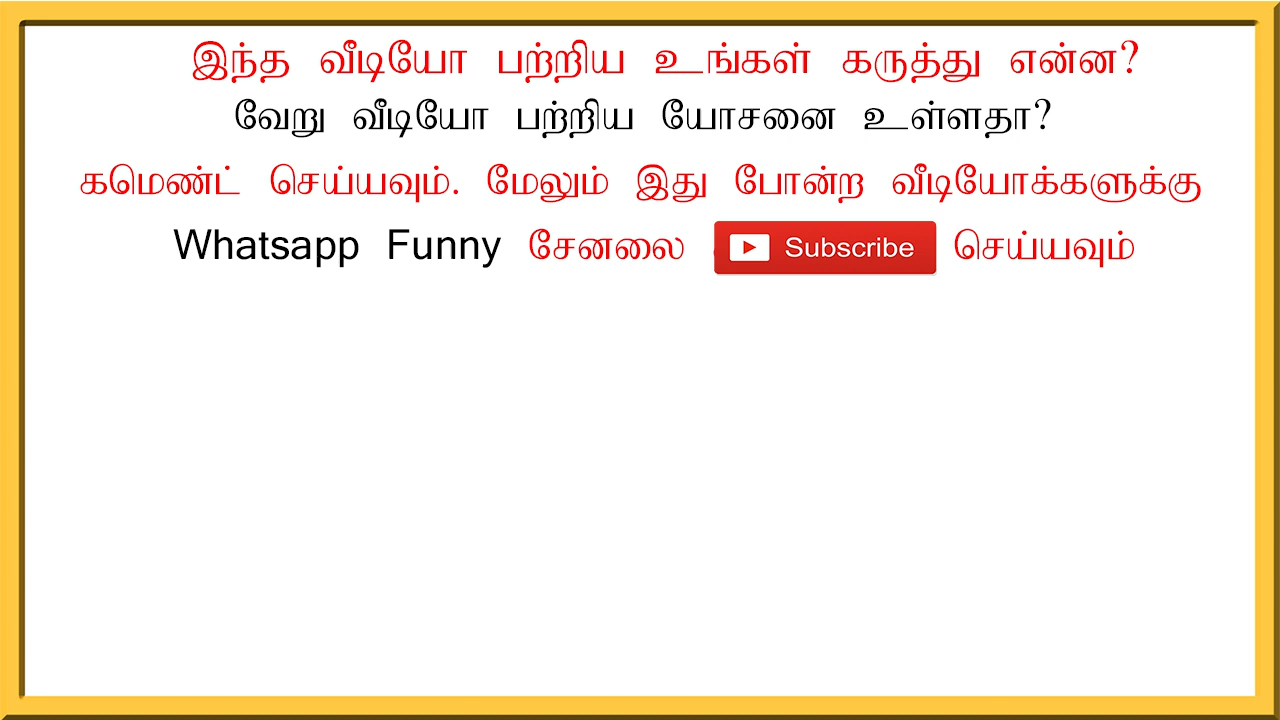 இந்த வீடியோ பற்றிய உங்கள் கருத்து என்ன?
வேறு வீடியோ பற்றிய யோசனை உள்ளதா?
கமெண்ட் செய்யவும். மேலும் இது போன்ற வீடியோக்களுக்கு
Whatsapp Funny சேனலை Subscribe செய்யவும்